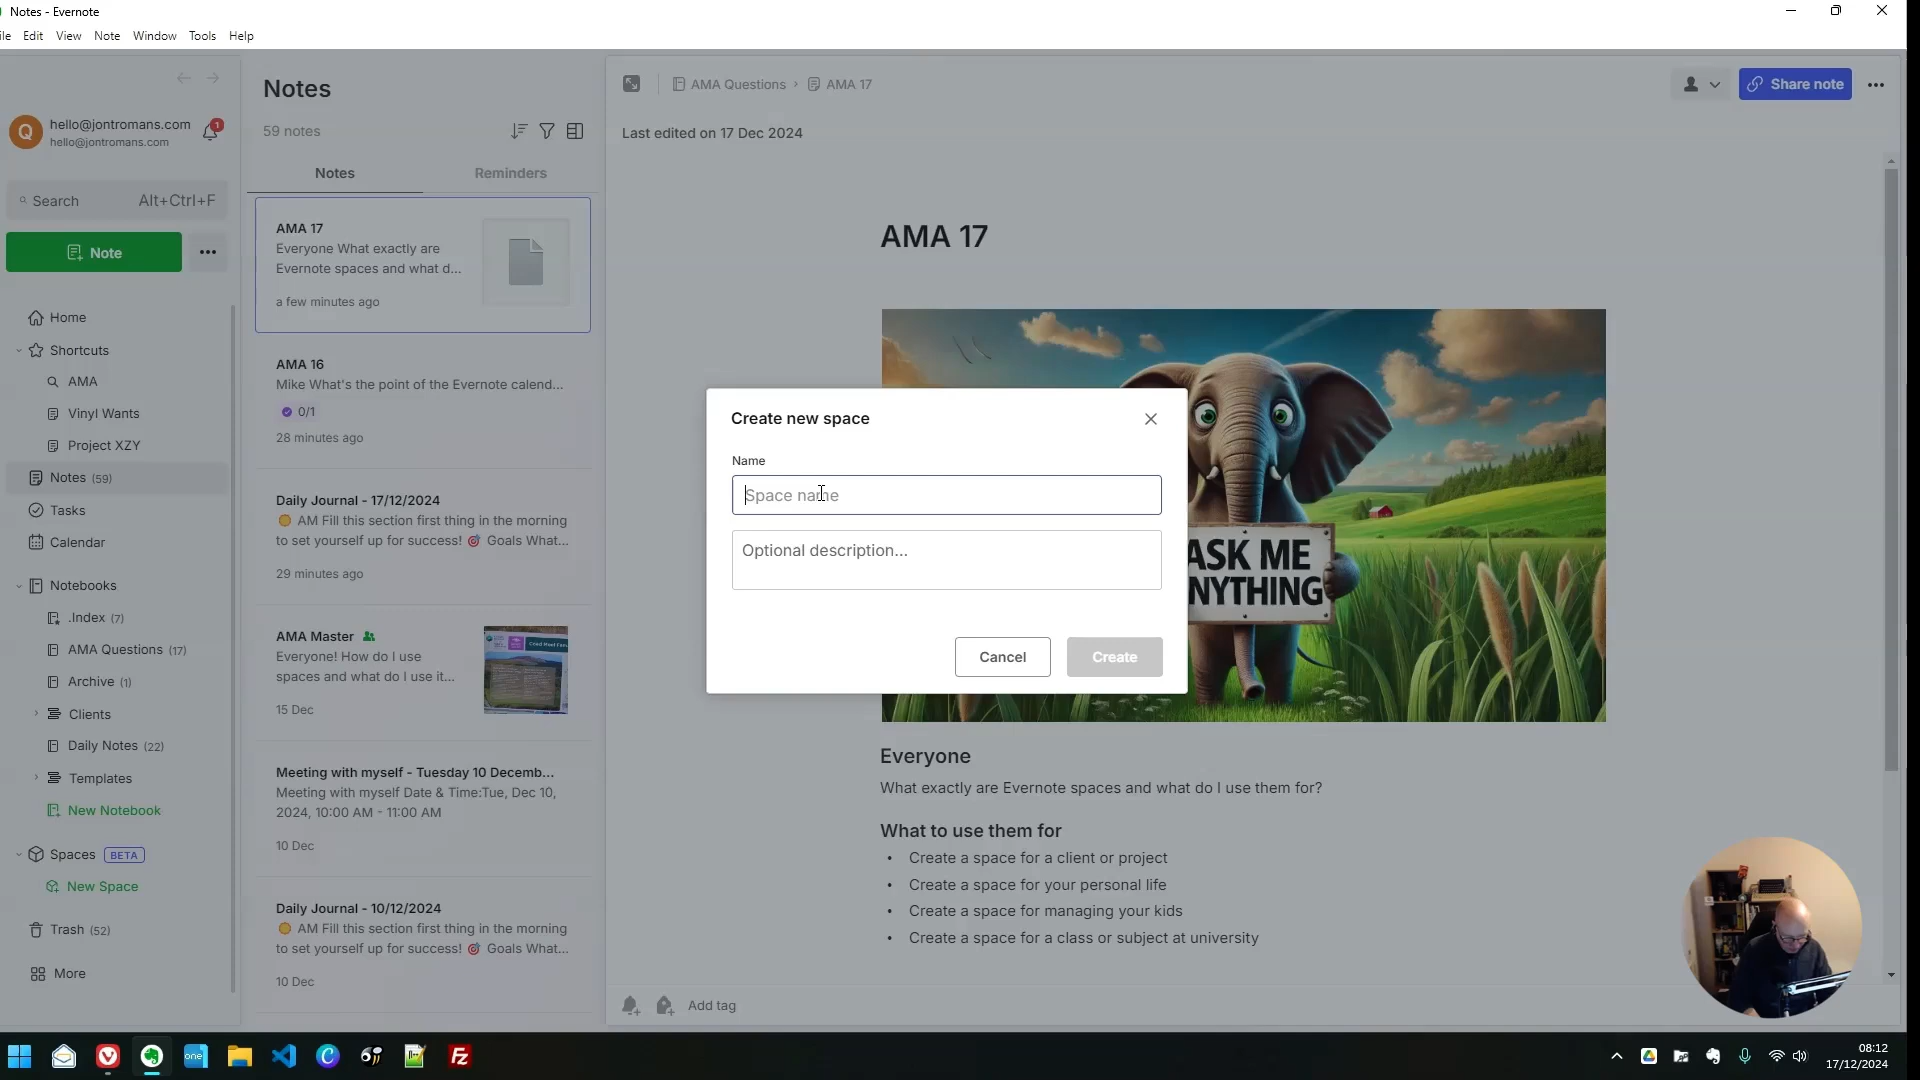 Notes - Evernote
ile Edit View Note Window Tools Help
Q
hello@jontromans.com
hello@jontromans.com
1
Search Alt+Ctrl+F
Note
Home
Shortcuts
AMA
Vinyl Wants
Project XZY
Notes (59)
Tasks
Calendar
Notebooks
.Index (7)
AMA Questions (17)
Archive (1)
Clients
Daily Notes (22)
Templates
New Notebook
Spaces BETA
New Space
Trash (52)
More
Notes
59 notes
Notes Reminders
AMA 17
Everyone What exactly are
Evernote spaces and what d...
a few minutes ago
AMA 16
Mike What's the point of the Evernote calend...
0/1
28 minutes ago
Daily Journal - 17/12/2024
AM Fill this section first thing in the morning
to set yourself up for success! 🎯 Goals What...
29 minutes ago
AMA Master
Everyone! How do I use
spaces and what do I use it...
15 Dec
Meeting with myself - Tuesday 10 Decemb...
Meeting with myself Date & Time:Tue, Dec 10,
2024, 10:00 AM - 11:00 AM
10 Dec
Daily Journal - 10/12/2024
AM Fill this section first thing in the morning
to set yourself up for success! 🎯 Goals What...
10 Dec
AMA Questions › AMA 17
Share note
Last edited on 17 Dec 2024
AMA 17
ASK ME
NYTHING
Create new space
Name
Space name
Optional description...
Cancel Create
Everyone
What exactly are Evernote spaces and what do I use them for?
What to use them for
• Create a space for a client or project
• Create a space for your personal life
• Create a space for managing your kids
• Create a space for a class or subject at university
Add tag
one
Fz
08:12
17/12/2024